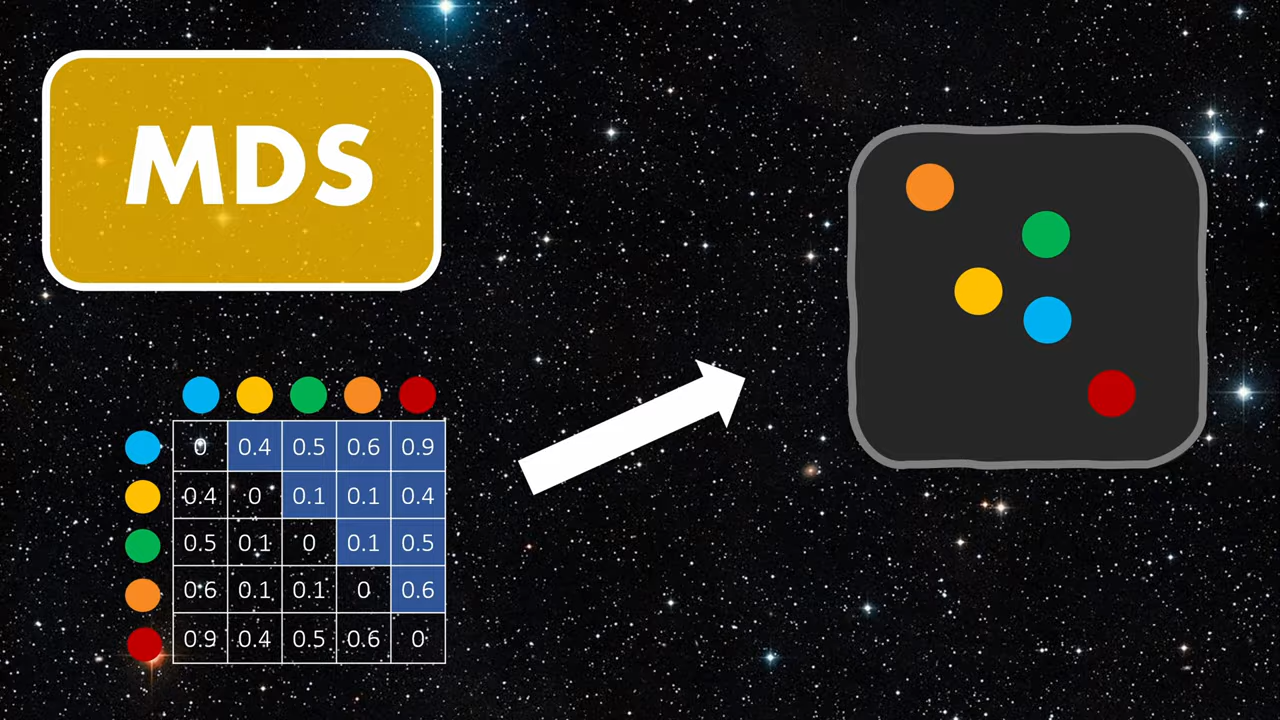 MDS
0 0.4 0.5 0.6 0.9
0.4 0 0.1 0.1 0.4
0.5 0.1 0 0.1 0.5
0.6 0.1 0.1 0 0.6
0.9 0.4 0.5 0.6 0